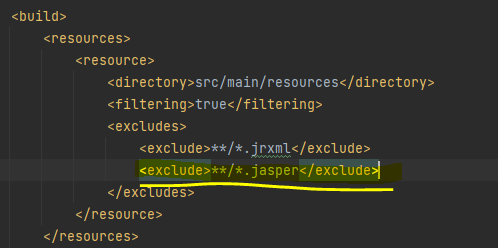 <build>
<resources>
<resource>
<directory>src/main/resources</directory>
<filtering>true</filtering>
<excludes>
<exclude>**/*.jrxml</exclude>
<exclude>**/*.jasper</exclude>
</excludes>
</resource>
</resources>